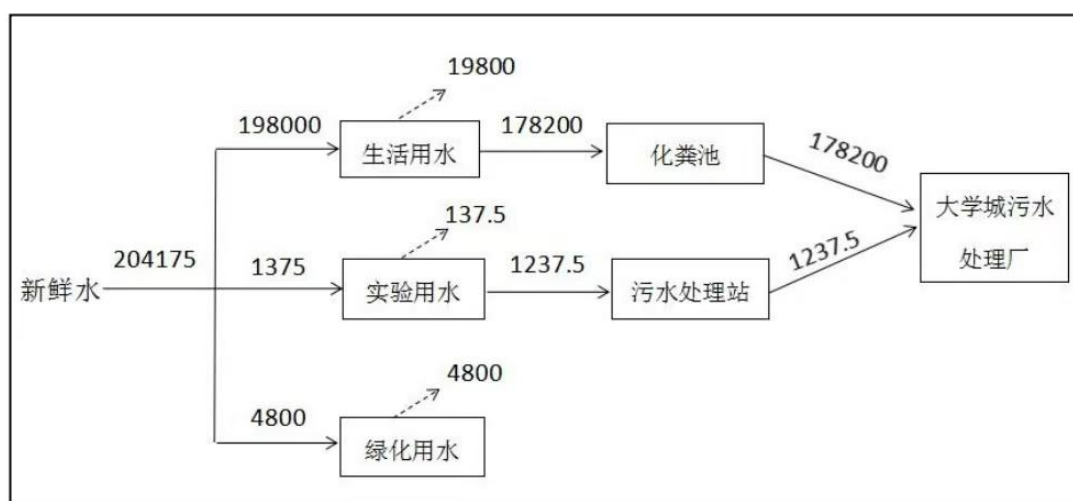 19800
198000
生活用水
178200
化粪池
178200
大学城污水
处理厂
137.5
新鲜水
204175
1375
实验用水
1237.5
污水处理站
1237.5
4800
4800
绿化用水